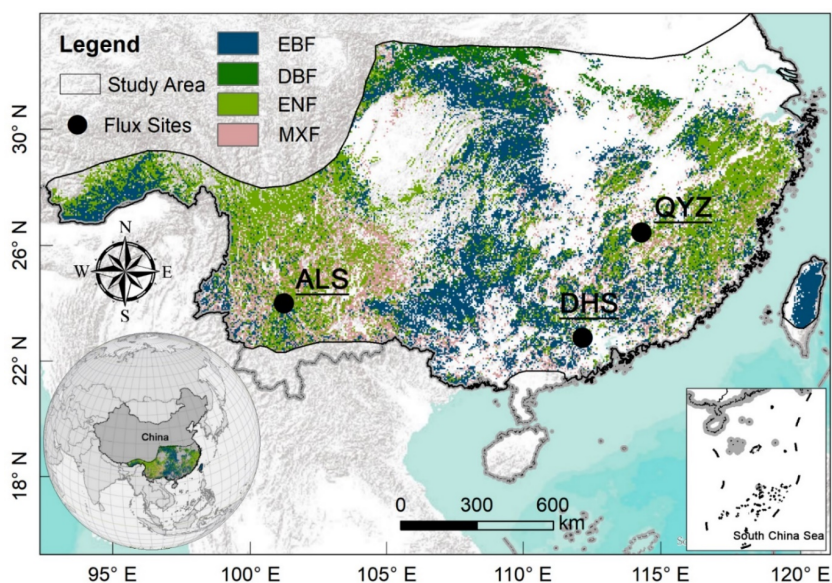 Legend
Study Area
Flux Sites
EBF
DBF
ENF
MXF
30° N
26° N
22° N
18° N
N
W E
S
ALS
QYZ
DHS
China
0 300 600
km
South China Sea
95° E 100° E 105° E 110° E 115° E 120° E